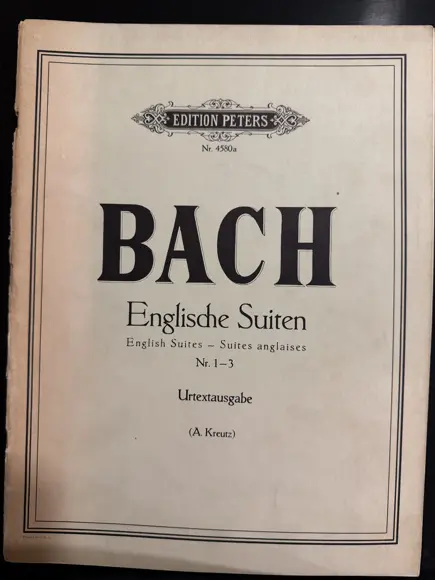 EDITION PETERS
Nr. 4580a
BACH
Englische Suiten
English Suites – Suites anglaises
Nr. 1–3
Urtextausgabe
(A. Kreutz)